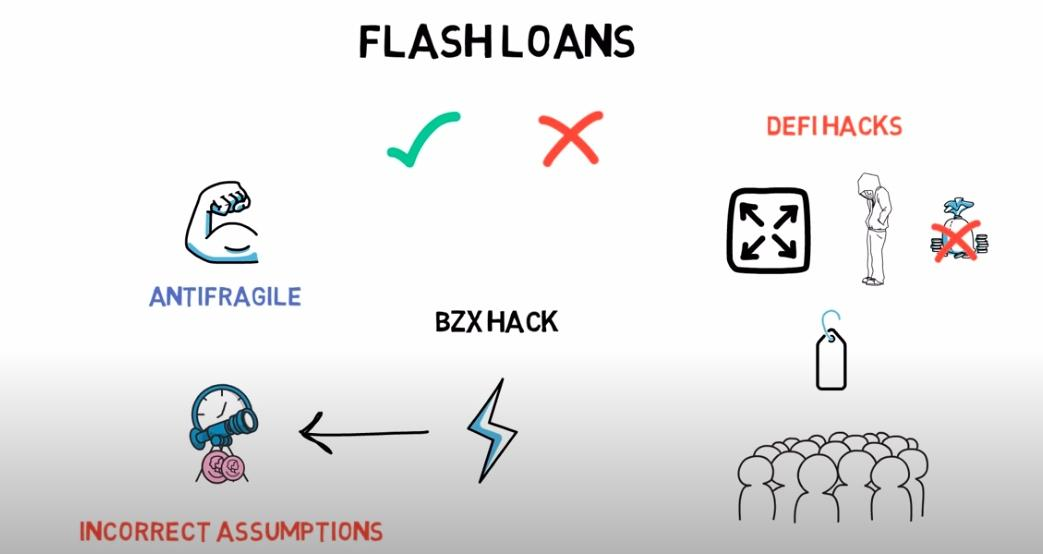 FLASH LOANS
DEFI HACKS
ANTIFRAGILE
BZX HACK
INCORRECT ASSUMPTIONS